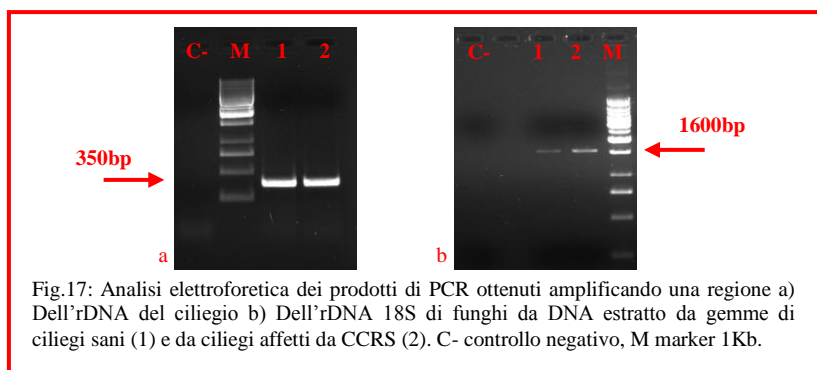 C- M 1 2
C- 1 2 M
350bp
1600bp
a
b
Fig.17: Analisi elettroforetica dei prodotti di PCR ottenuti amplificando una regione a)
Dell'rDNA del ciliegio b) Dell'rDNA 18S di funghi da DNA estratto da gemme di
ciliegi sani (1) e da ciliegi affetti da CCRS (2). C- controllo negativo, M marker 1Kb.